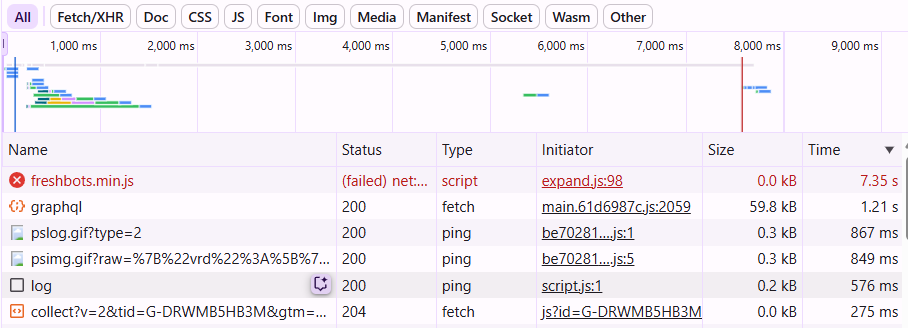 All Fetch/XHR Doc CSS JS Font Img Media Manifest Socket Wasm Other
1,000 ms 2,000 ms 3,000 ms 4,000 ms 5,000 ms 6,000 ms 7,000 ms 8,000 ms 9,000 ms
Name Status Type Initiator Size Time
freshbots.min.js (failed) net:... script expand.js:98 0.0 kB 7.35 s
graphql 200 fetch main.61d6987c.js:2059 59.8 kB 1.21 s
pslog.gif?type=2 200 ping be70281....js:1 0.3 kB 867 ms
psimg.gif?raw=%7B%22vrd%22%3A%5B%7... 200 ping be70281....js:5 0.3 kB 849 ms
log 200 ping script.js:1 0.2 kB 576 ms
collect?v=2&tid=G-DRWMB5HB3M&gtm=... 204 fetch js?id=G-DRWMB5HB3M 0.0 kB 275 ms